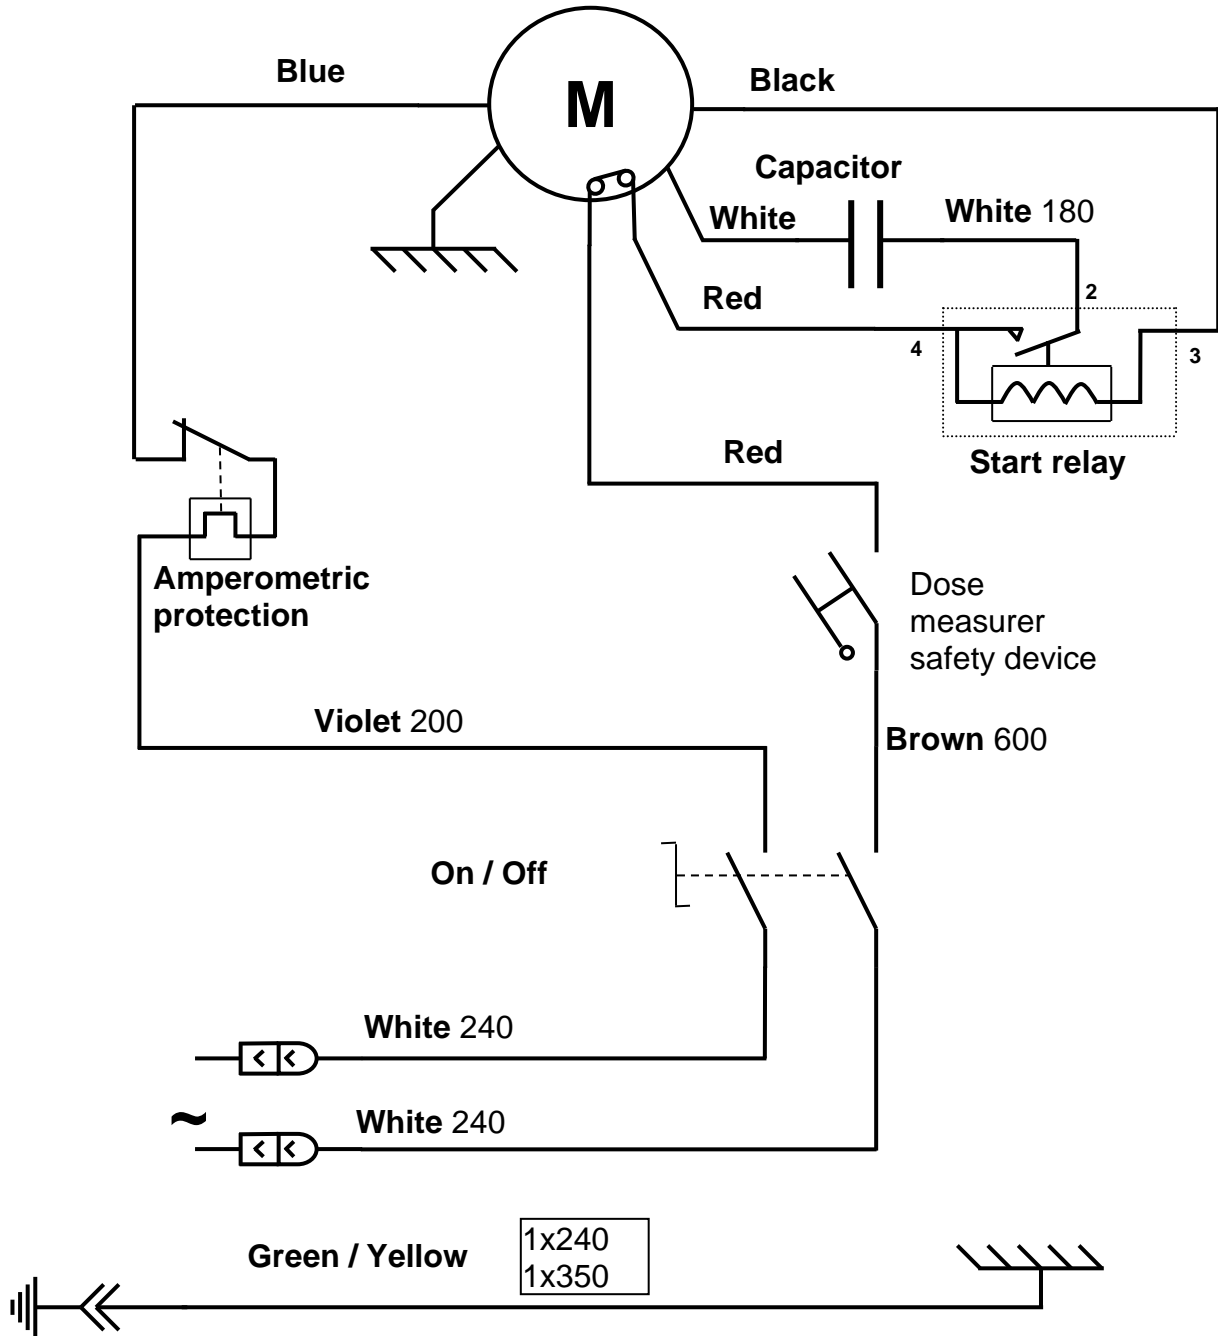 Blue
M
Black
Capacitor
White
White 180
Red
2
4
3
Red
Start relay
Amperometric
protection
Dose
measurer
safety device
Violet 200
Brown 600
On / Off
White 240
~
White 240
Green / Yellow
1x240
1x350